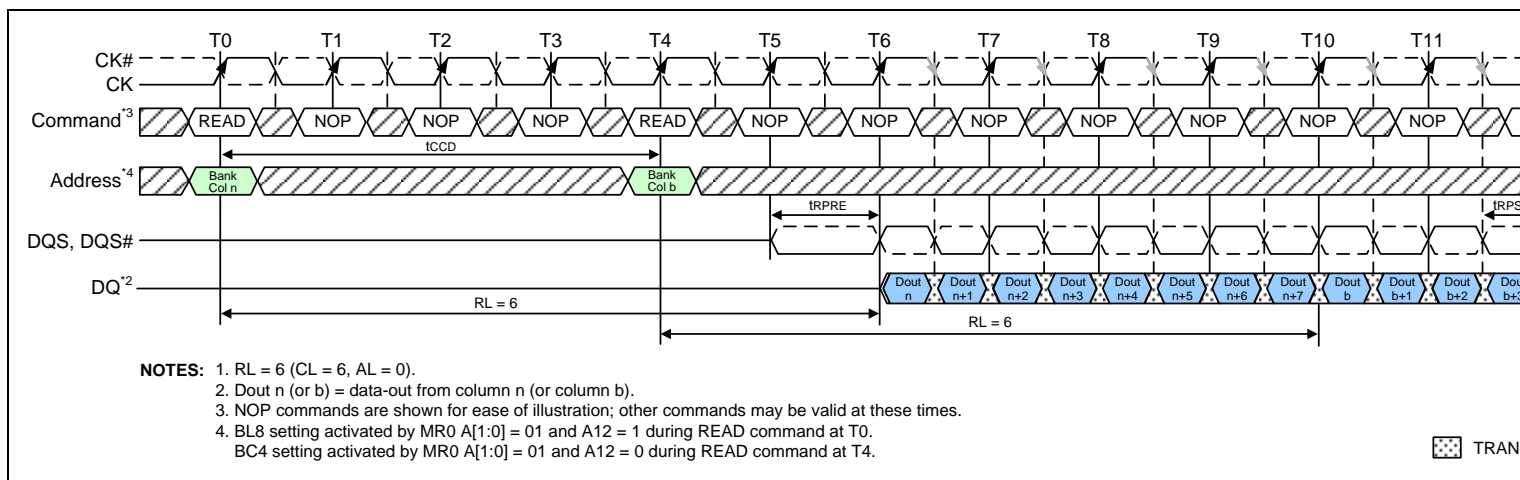 T0 T1 T2 T3 T4 T5 T6 T7 T8 T9 T10 T11
CK#
CK
Command*3 READ NOP NOP NOP READ NOP NOP NOP NOP NOP NOP NOP
tCCD
Address*4 Bank Col n Bank Col b
tRPRE tRPS
DQS, DQS#
DQ*2 Dout n Dout n+1 Dout n+2 Dout n+3 Dout n+4 Dout n+5 Dout n+6 Dout n+7 Dout b Dout b+1 Dout b+2 Dou b+3
RL = 6
RL = 6
NOTES: 1. RL = 6 (CL = 6, AL = 0).
2. Dout n (or b) = data-out from column n (or column b).
3. NOP commands are shown for ease of illustration; other commands may be valid at these times.
4. BL8 setting activated by MR0 A[1:0] = 01 and A12 = 1 during READ command at T0.
BC4 setting activated by MR0 A[1:0] = 01 and A12 = 0 during READ command at T4.
TRAN